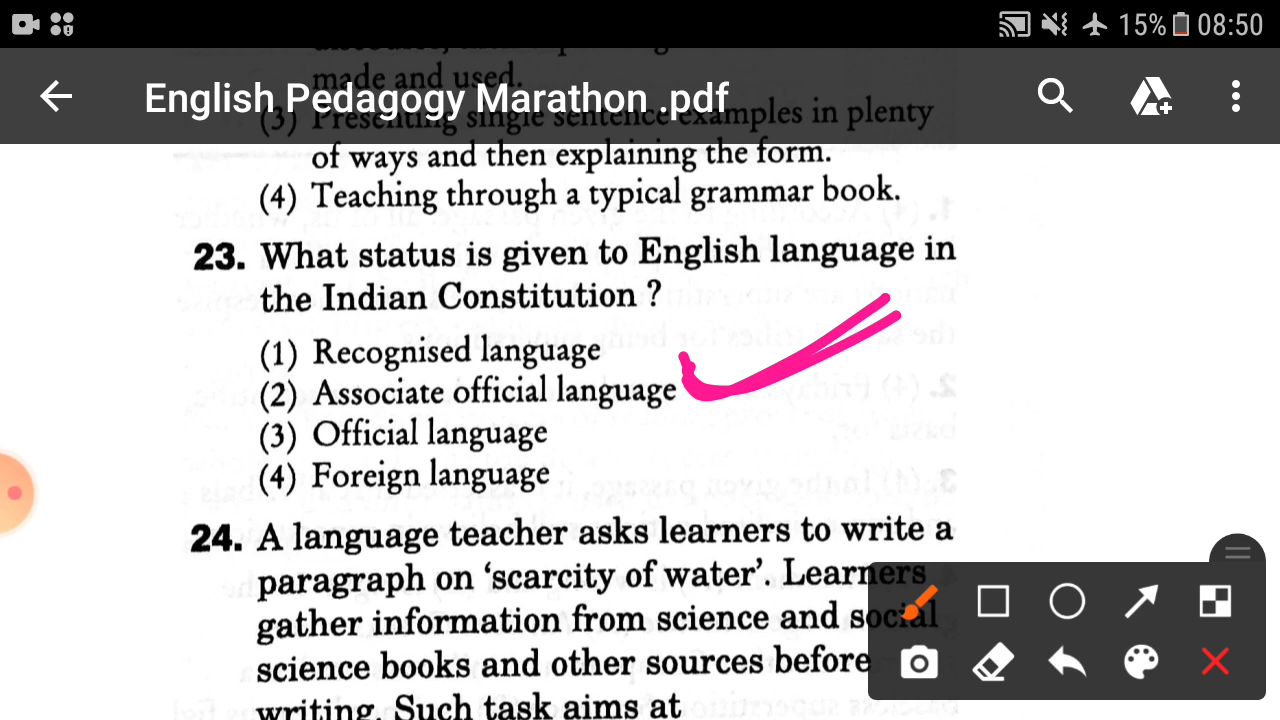 15% 08:50
English Pedagogy Marathon .pdf
made and used.
(3) Presenting single sentence examples in plenty
of ways and then explaining the form.
(4) Teaching through a typical grammar book.
23. What status is given to English language in
the Indian Constitution ?
(1) Recognised language
(2) Associate official language
(3) Official language
(4) Foreign language
24. A language teacher asks learners to write a
paragraph on ‘scarcity of water’. Learners
gather information from science and social
science books and other sources before
writing. Such task aims at